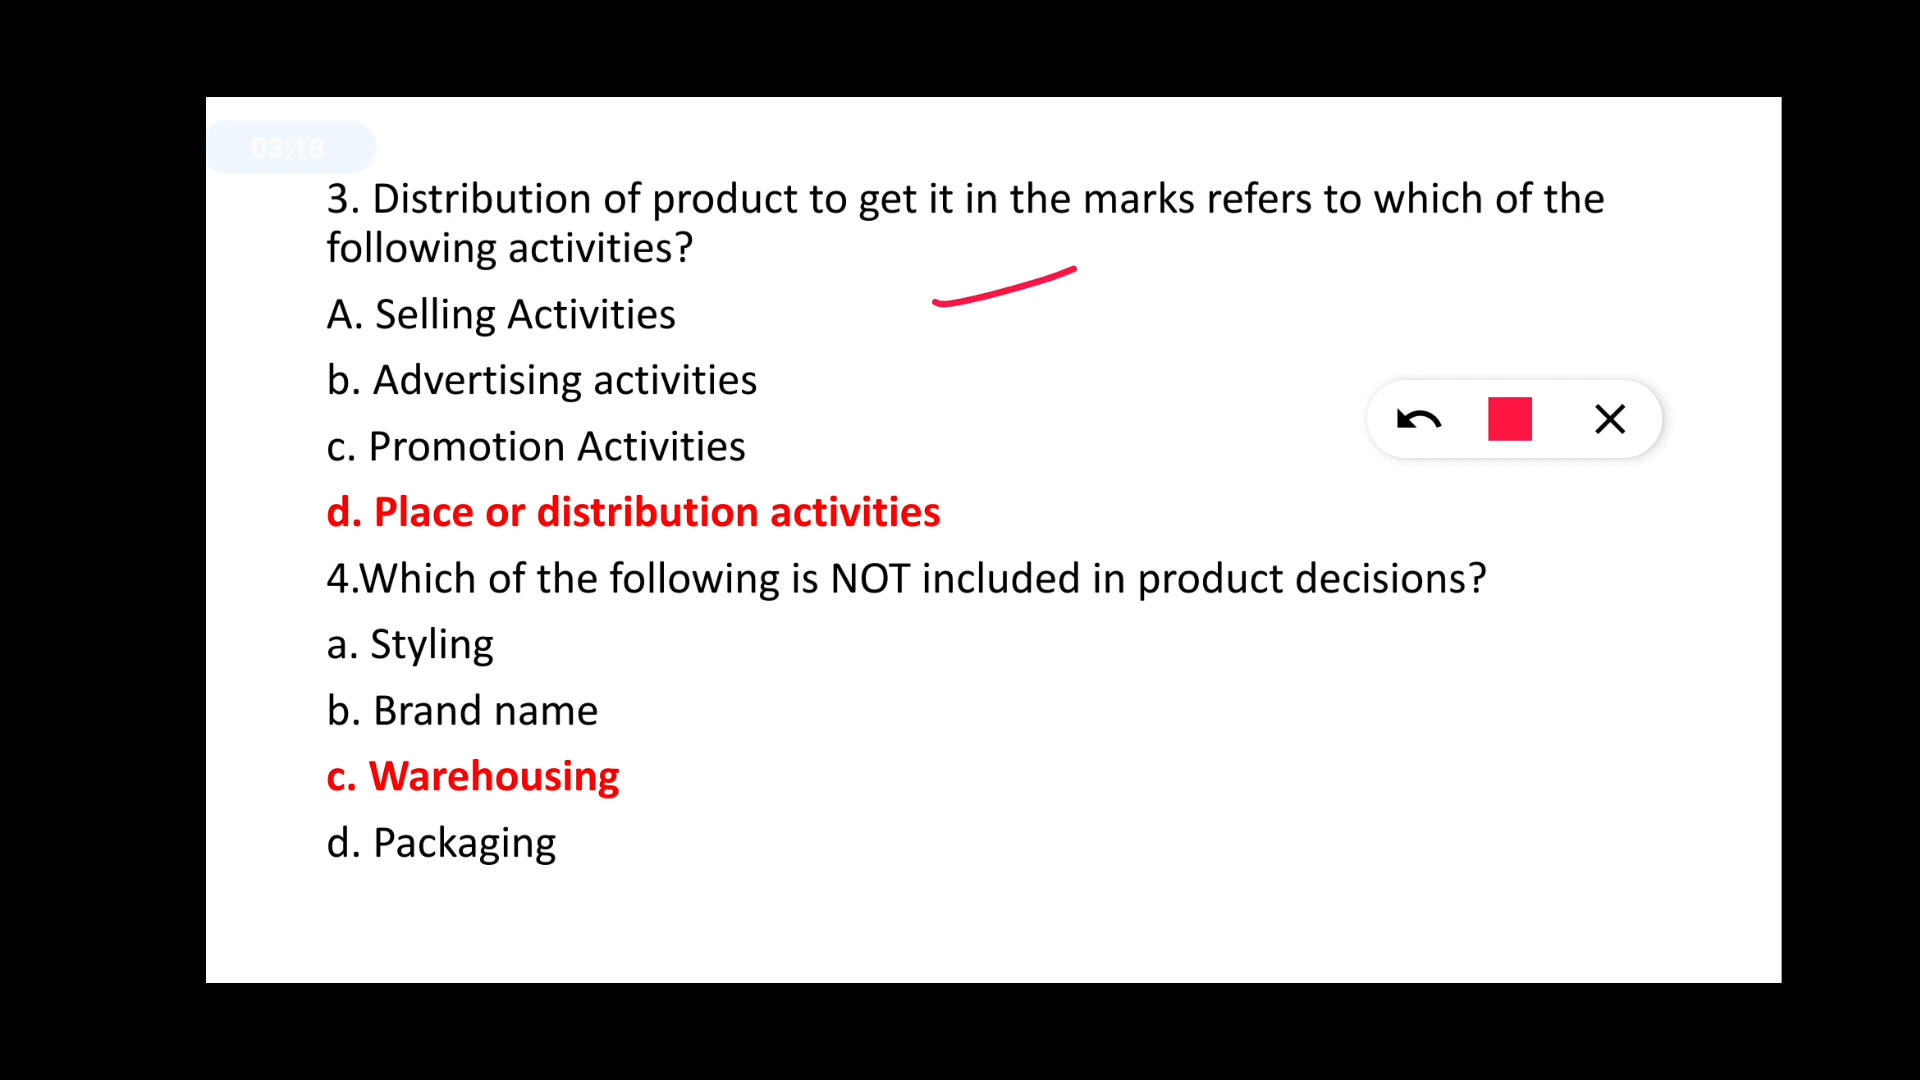 03:18
3. Distribution of product to get it in the marks refers to which of the
following activities?
A. Selling Activities
b. Advertising activities
c. Promotion Activities
d. Place or distribution activities
4.Which of the following is NOT included in product decisions?
a. Styling
b. Brand name
c. Warehousing
d. Packaging